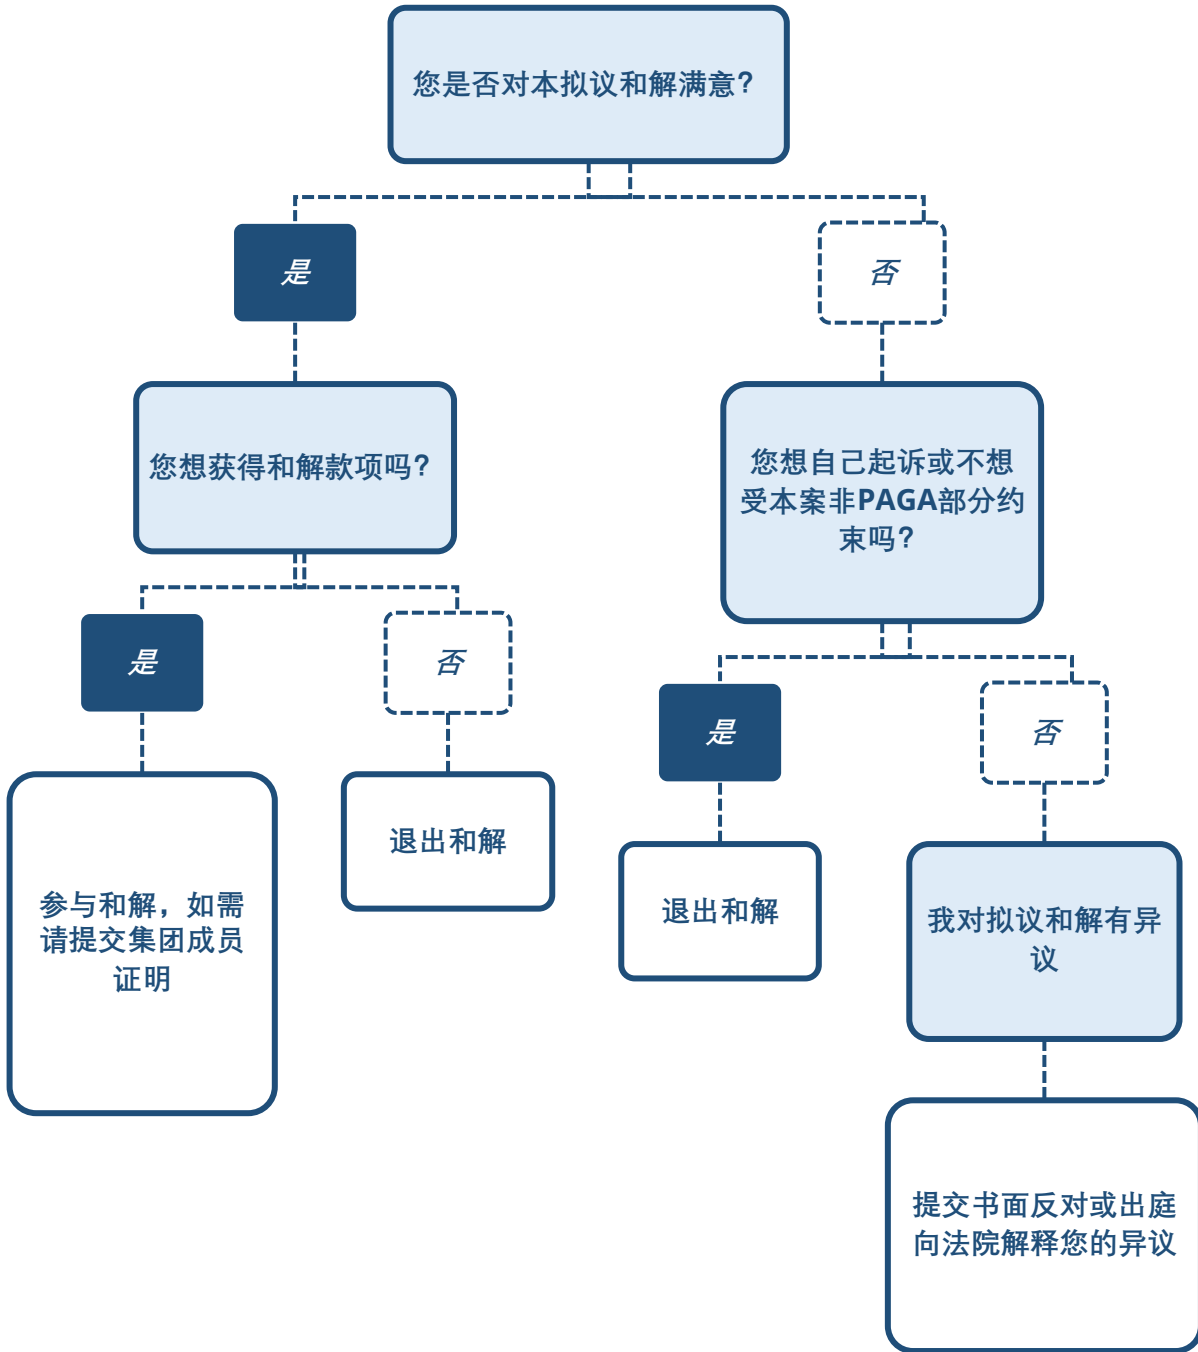 您是否对本拟议和解满意?
是
否
您想获得和解款项吗?
您想自己起诉或不想
受本案非PAGA部分约
束吗?
是
否
是
否
参与和解，如需
请提交集团成员
证明
退出和解
退出和解
我对拟议和解有异
议
提交书面反对或出庭
向法院解释您的异议